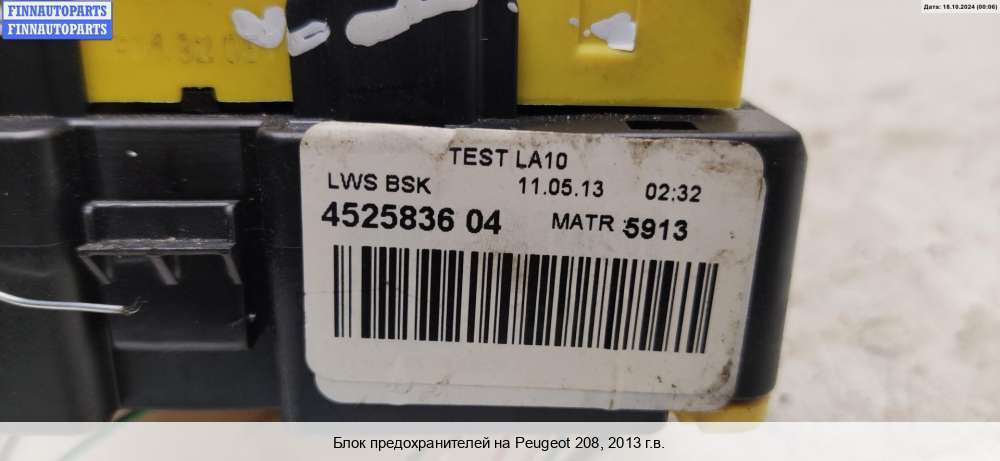 FINNAUTOPARTS
FINNAUTOPARTS
Дата: 18.10.2024 (00:06)
TEST LA10
LWS BSK 11.05.13 02:32
4525836 04 MATR :5913
Блок предохранителей на Peugeot 208, 2013 г.в.